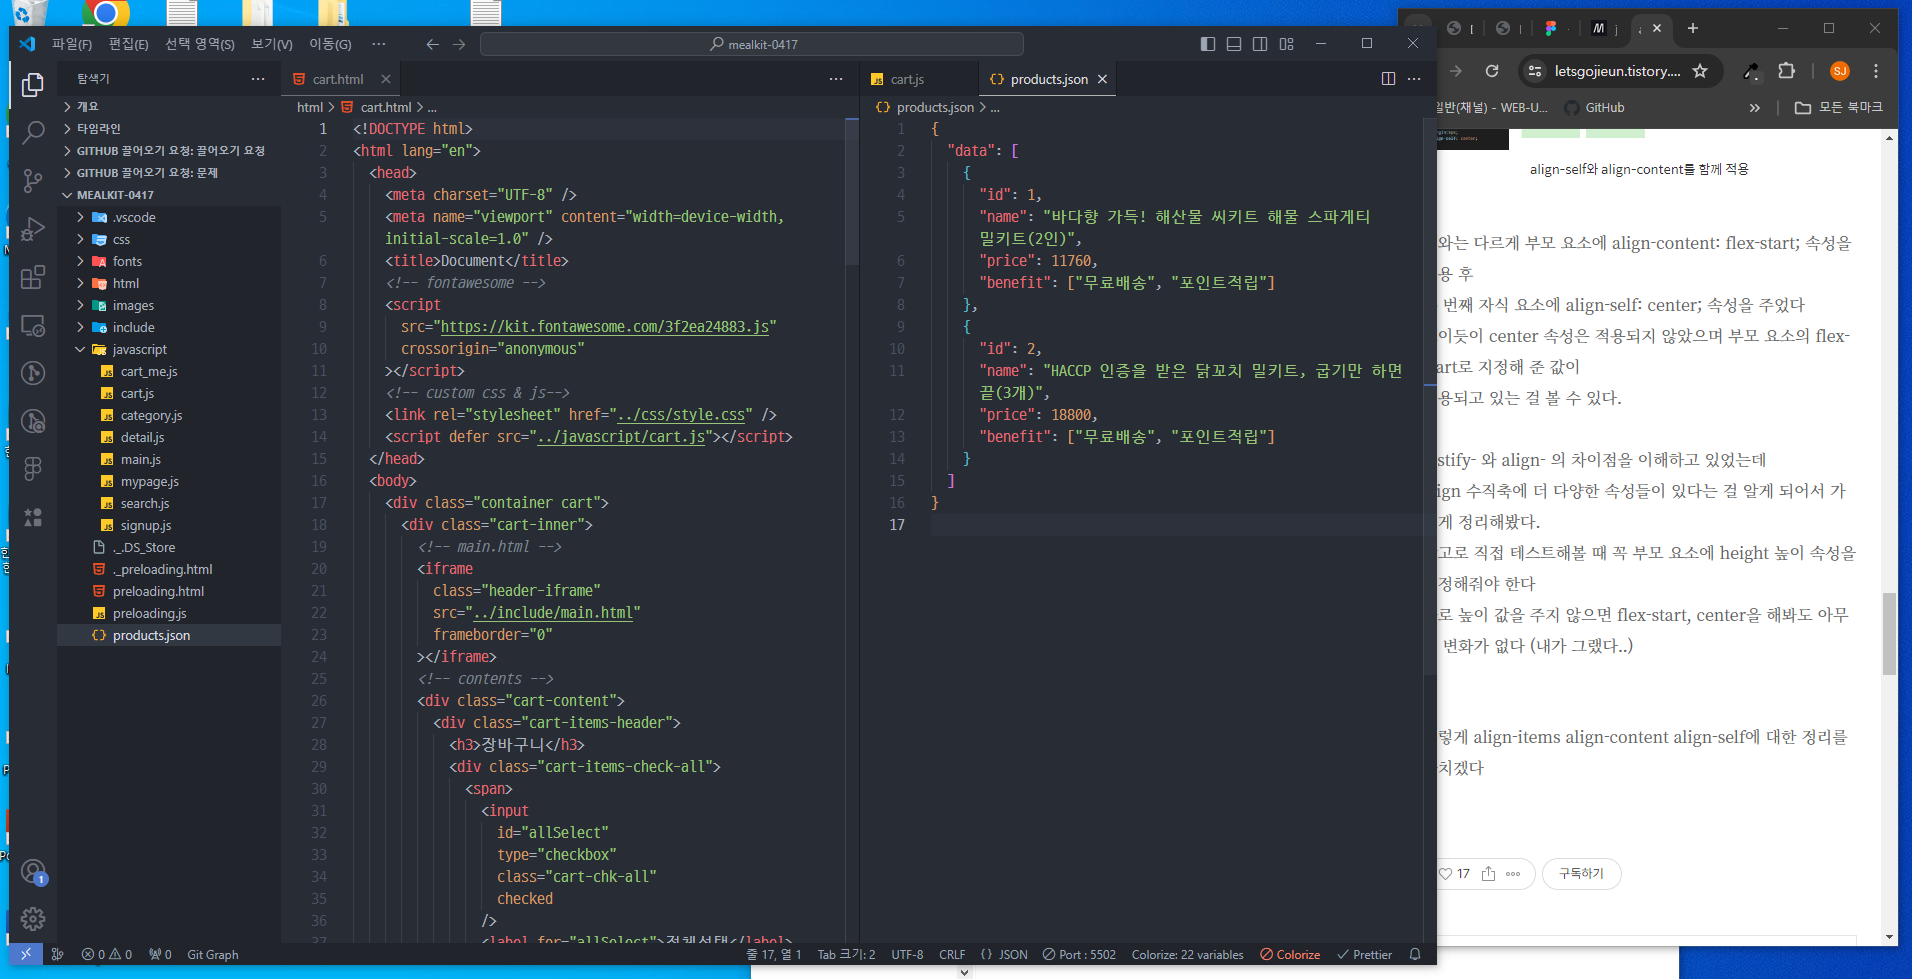 파일(F) 편집(E) 선택 영역(S) 보기(V) 이동(G) ···
mealkit-0417
탐색기
개요
타임라인
GITHUB 끌어오기 요청: 끌어오기 요청
GITHUB 끌어오기 요청: 문제
MEALKIT-0417
.vscode
css
fonts
html
images
include
javascript
cart_me.js
cart.js
category.js
detail.js
main.js
mypage.js
search.js
signup.js
._.DS_Store
._preloading.html
preloading.html
preloading.js
products.json
cart.html
html > cart.html > ...
1 <!DOCTYPE html>
2 <html lang="en">
3 <head>
4 <meta charset="UTF-8" />
5 <meta name="viewport" content="width=device-width,
initial-scale=1.0" />
6 <title>Document</title>
7 <!-- fontawesome -->
8 <script
9 src="https://kit.fontawesome.com/3f2ea24883.js"
10 crossorigin="anonymous"
11 ></script>
12 <!-- custom css & js-->
13 <link rel="stylesheet" href="../css/style.css" />
14 <script defer src="../javascript/cart.js"></script>
15 </head>
16 <body>
17 <div class="container cart">
18 <div class="cart-inner">
19 <!-- main.html -->
20 <iframe
21 class="header-iframe"
22 src="../include/main.html"
23 frameborder="0"
24 ></iframe>
25 <!-- contents -->
26 <div class="cart-content">
27 <div class="cart-items-header">
28 <h3>장바구니</h3>
29 <div class="cart-items-check-all">
30 <span>
31 <input
32 id="allSelect"
33 type="checkbox"
34 class="cart-chk-all"
35 checked
36 />
37 <label for="allSelect">전체선택</label>
cart.js products.json
products.json > ...
1 {
2 "data": [
3 {
4 "id": 1,
5 "name": "바다향 가득! 해산물 씨키트 해물 스파게티
밀키트(2인)",
6 "price": 11760,
7 "benefit": ["무료배송", "포인트적립"]
8 },
9 {
10 "id": 2,
11 "name": "HACCP 인증을 받은 닭꼬치 밀키트, 굽기만 하면
끝(3개)",
12 "price": 18800,
13 "benefit": ["무료배송", "포인트적립"]
14 }
15 ]
16 }
17
1
0 0 0 Git Graph
줄 17, 열 1 Tab 크기: 2 UTF-8 CRLF {} JSON Port : 5502 Colorize: 22 variables Colorize Prettier
letsgojieun.tistory....
SJ
일반(채널) - WEB-U... GitHub » 모든 북마크
align-self와 align-content를 함께 적용
와는 다르게 부모 요소에 align-content: flex-start; 속성을
용 후
번째 자식 요소에 align-self: center; 속성을 주었다
이듯이 center 속성은 적용되지 않았으며 부모 요소의 flex-
art로 지정해 준 값이
용되고 있는 걸 볼 수 있다.
stify- 와 align- 의 차이점을 이해하고 있었는데
ign 수직축에 더 다양한 속성들이 있다는 걸 알게 되어서 가
게 정리해봤다.
고로 직접 테스트해볼 때 꼭 부모 요소에 height 높이 속성을
정해줘야 한다
로 높이 값을 주지 않으면 flex-start, center을 해봐도 아무
변화가 없다 (내가 그랬다..)
렇게 align-items align-content align-self에 대한 정리를
치겠다
17
구독하기